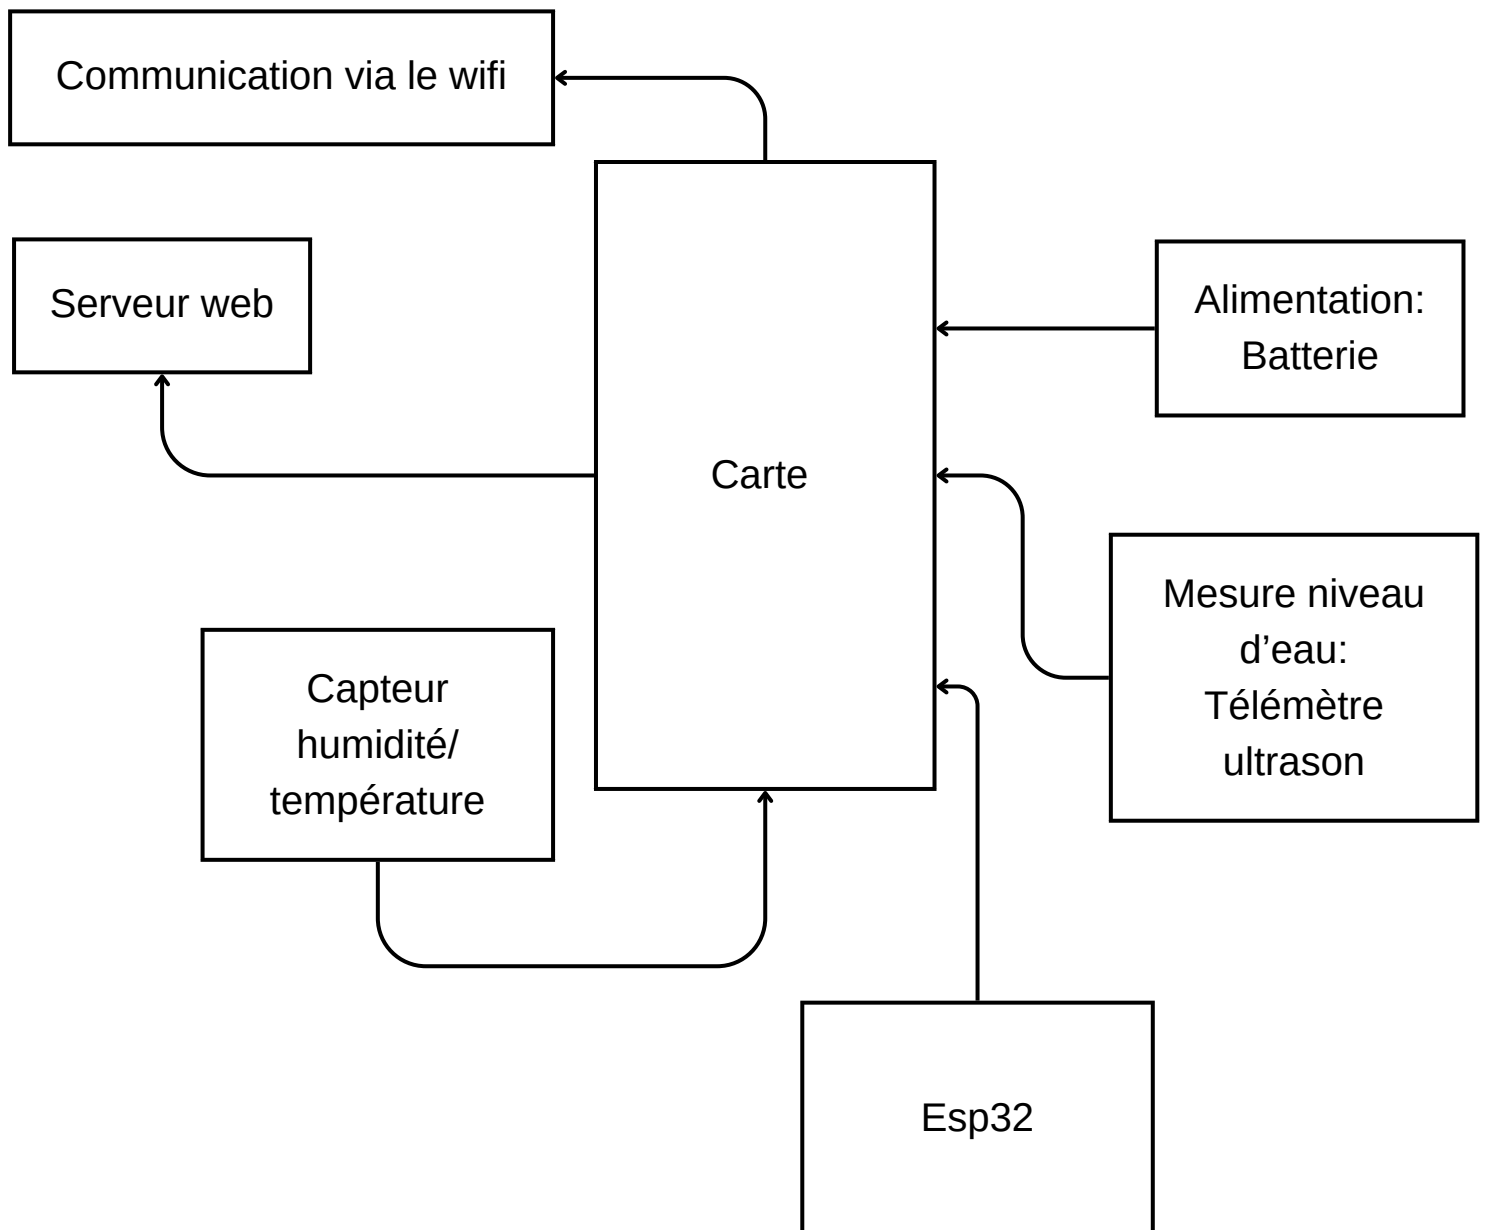 Communication via le wifi
Serveur web
Alimentation:
Batterie
Carte
Mesure niveau
d’eau:
Télémètre
ultrason
Capteur
humidité/
température
Esp32